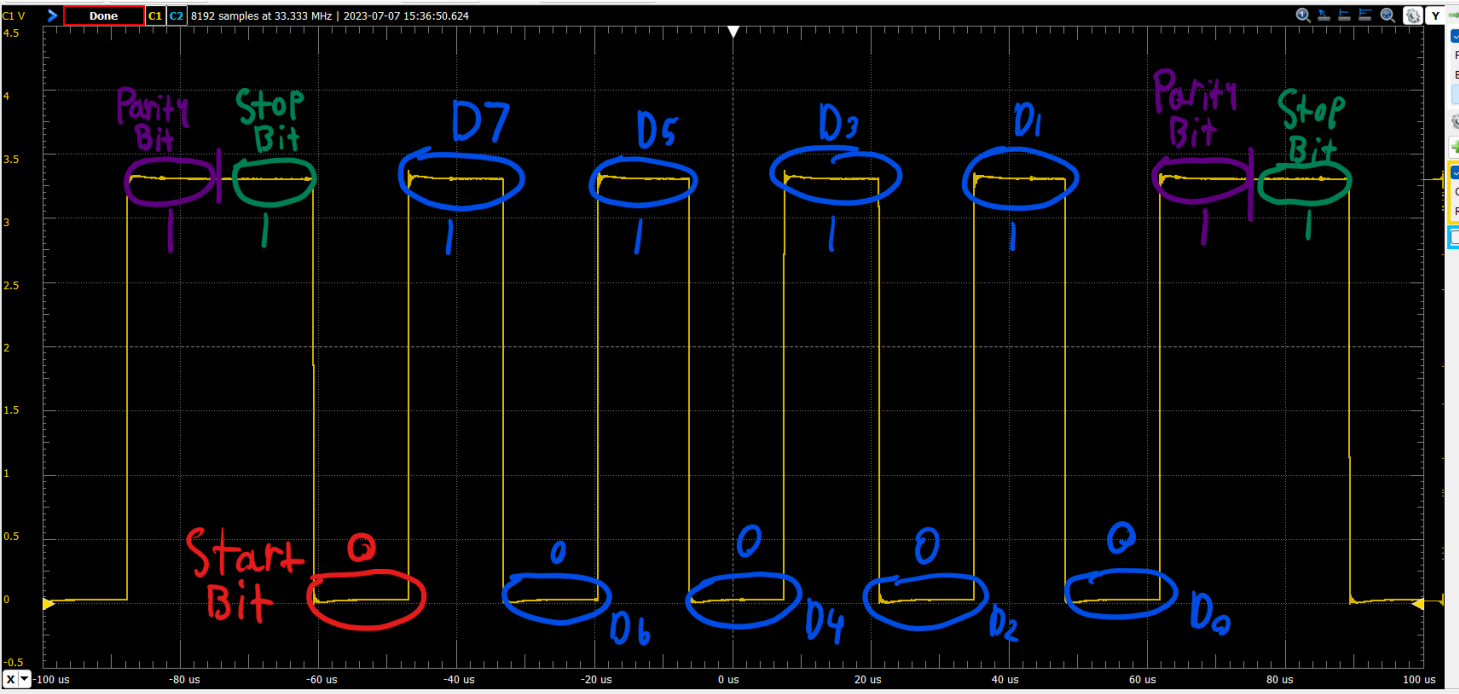 C1 V
Done
C1
C2
8192 samples at 33.333 MHz | 2023-07-07 15:36:50.624
Y
4.5
4
3.5
3
2.5
2
1.5
1
0.5
0
-0.5
Parity
Bit
1
Stop
Bit
1
D7
1
D5
1
D3
1
D1
1
Parity
Bit
1
Stop
Bit
1
Start
Bit
0
0
D6
0
D4
0
D2
0
D0
X
-100 us
-80 us
-60 us
-40 us
-20 us
0 us
20 us
40 us
60 us
80 us
100 us